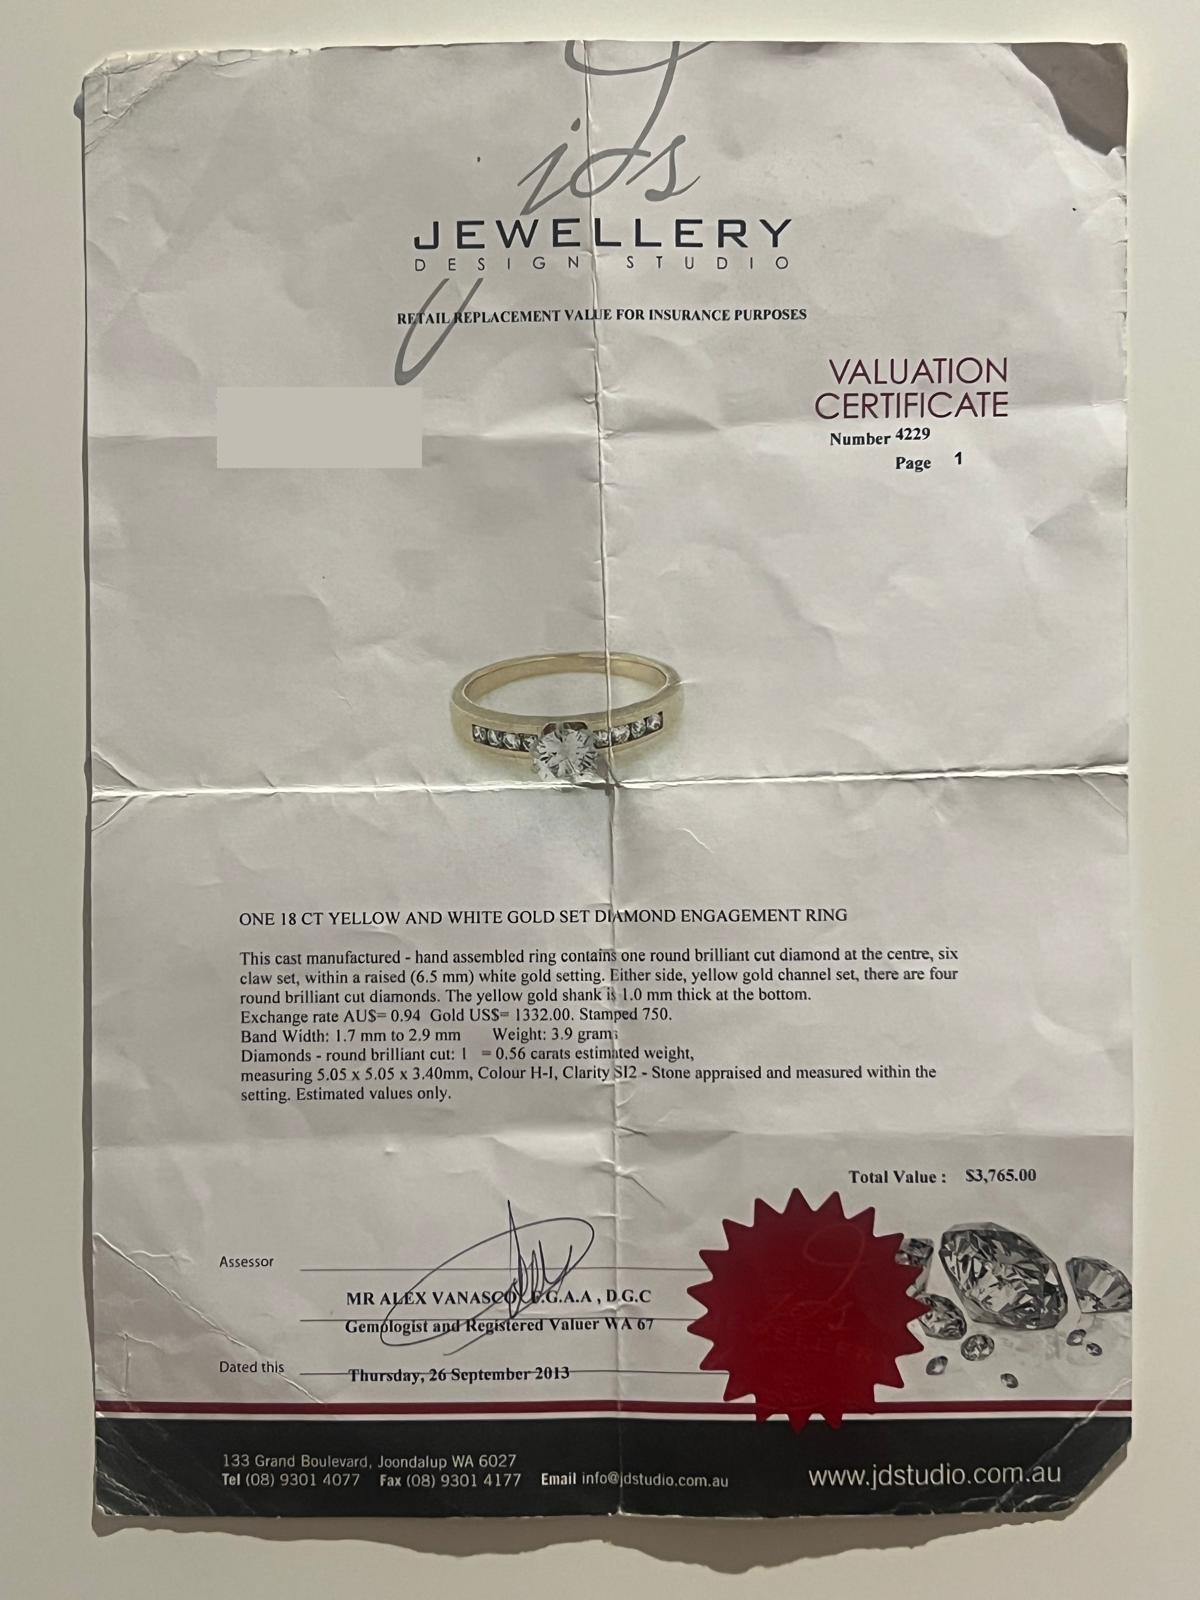 jds
JEWELLERY
DESIGN STUDIO
RETAIL REPLACEMENT VALUE FOR INSURANCE PURPOSES
VALUATION
CERTIFICATE
Number 4229
Page 1
ONE 18 CT YELLOW AND WHITE GOLD SET DIAMOND ENGAGEMENT RING
This cast manufactured - hand assembled ring contains one round brilliant cut diamond at the centre, six
claw set, within a raised (6.5 mm) white gold setting. Either side, yellow gold channel set, there are four
round brilliant cut diamonds. The yellow gold shank is 1.0 mm thick at the bottom.
Exchange rate AU$= 0.94 Gold US$= 1332.00. Stamped 750.
Band Width: 1.7 mm to 2.9 mm Weight: 3.9 grams
Diamonds - round brilliant cut: 1 = 0.56 carats estimated weight,
measuring 5.05 x 5.05 x 3.40mm, Colour H-I, Clarity SI2 - Stone appraised and measured within the
setting. Estimated values only.
Total Value : $3,765.00
Assessor
MR ALEX VANASCO, F.G.A.A , D.G.C
Gemologist and Registered Valuer WA 67
Dated this
Thursday, 26 September 2013
133 Grand Boulevard, Joondalup WA 6027
Tel (08) 9301 4077 Fax (08) 9301 4177 Email info@jdstudio.com.au
www.jdstudio.com.au